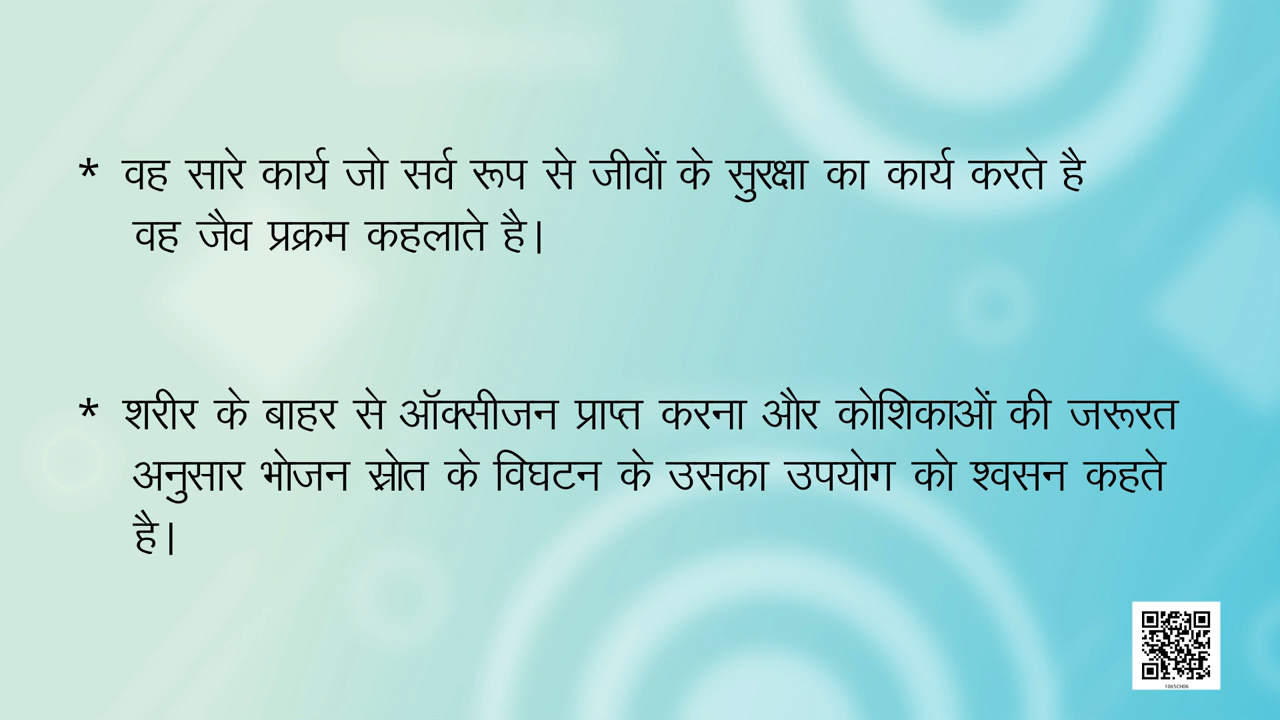 * वह सारे कार्य जो सर्व रूप से जीवों के सुरक्षा का कार्य करते है
वह जैव प्रक्रम कहलाते है।
* शरीर के बाहर से ऑक्सीजन प्राप्त करना और कोशिकाओं की जरूरत
अनुसार भोजन स्रोत के विघटन के उसका उपयोग को श्वसन कहते
है।
1065CH06